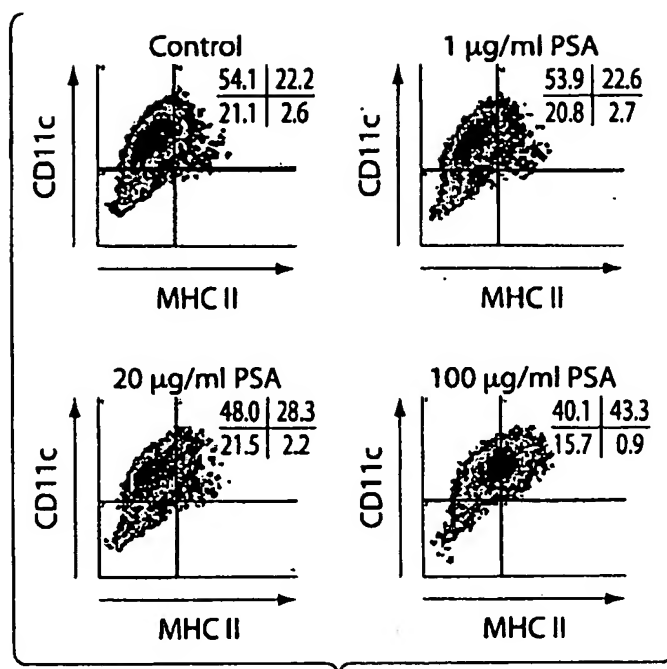 Control
54.1 22.2
21.1 2.6
CD11c
MHC II
1 μg/ml PSA
53.9 22.6
20.8 2.7
CD11c
MHC II
20 μg/ml PSA
48.0 28.3
21.5 2.2
CD11c
MHC II
100 μg/ml PSA
40.1 43.3
15.7 0.9
CD11c
MHC II